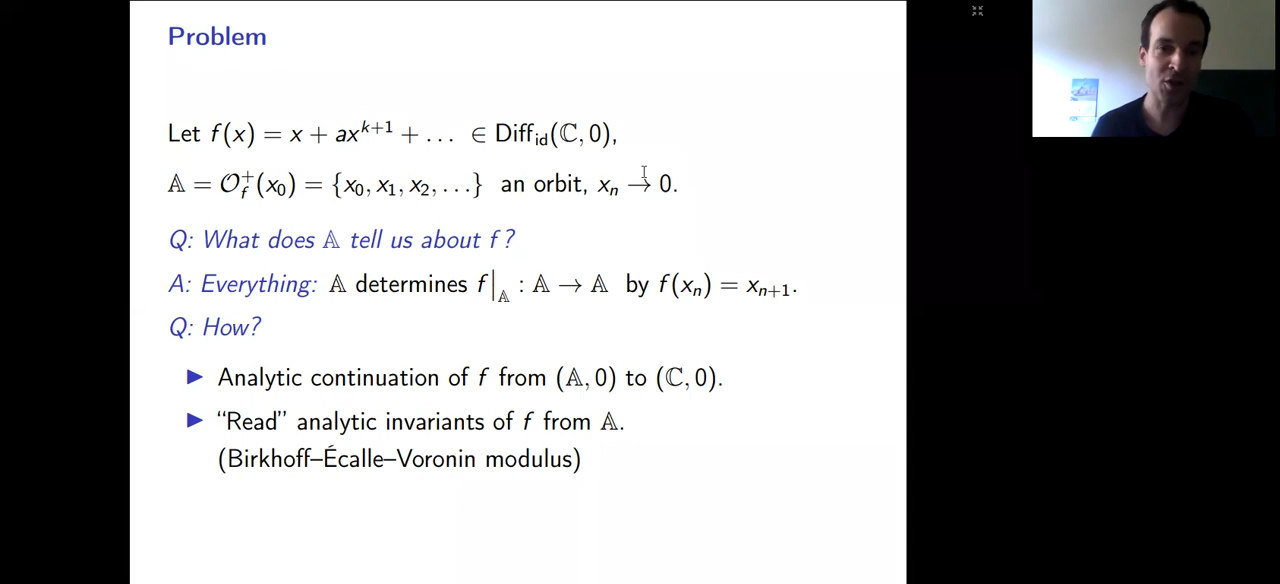 Problem
Let f(x) = x + ax^{k+1} + … ∈ Diff_{id}(ℂ, 0),
𝔸 = 𝒪_f^+(x_0) = {x_0, x_1, x_2, …} an orbit, x_n → 0.
Q: What does 𝔸 tell us about f?
A: Everything: 𝔸 determines f|_𝔸 : 𝔸 → 𝔸 by f(x_n) = x_{n+1}.
Q: How?
▶ Analytic continuation of f from (𝔸, 0) to (ℂ, 0).
▶ “Read” analytic invariants of f from 𝔸.
(Birkhoff–Écalle–Voronin modulus)